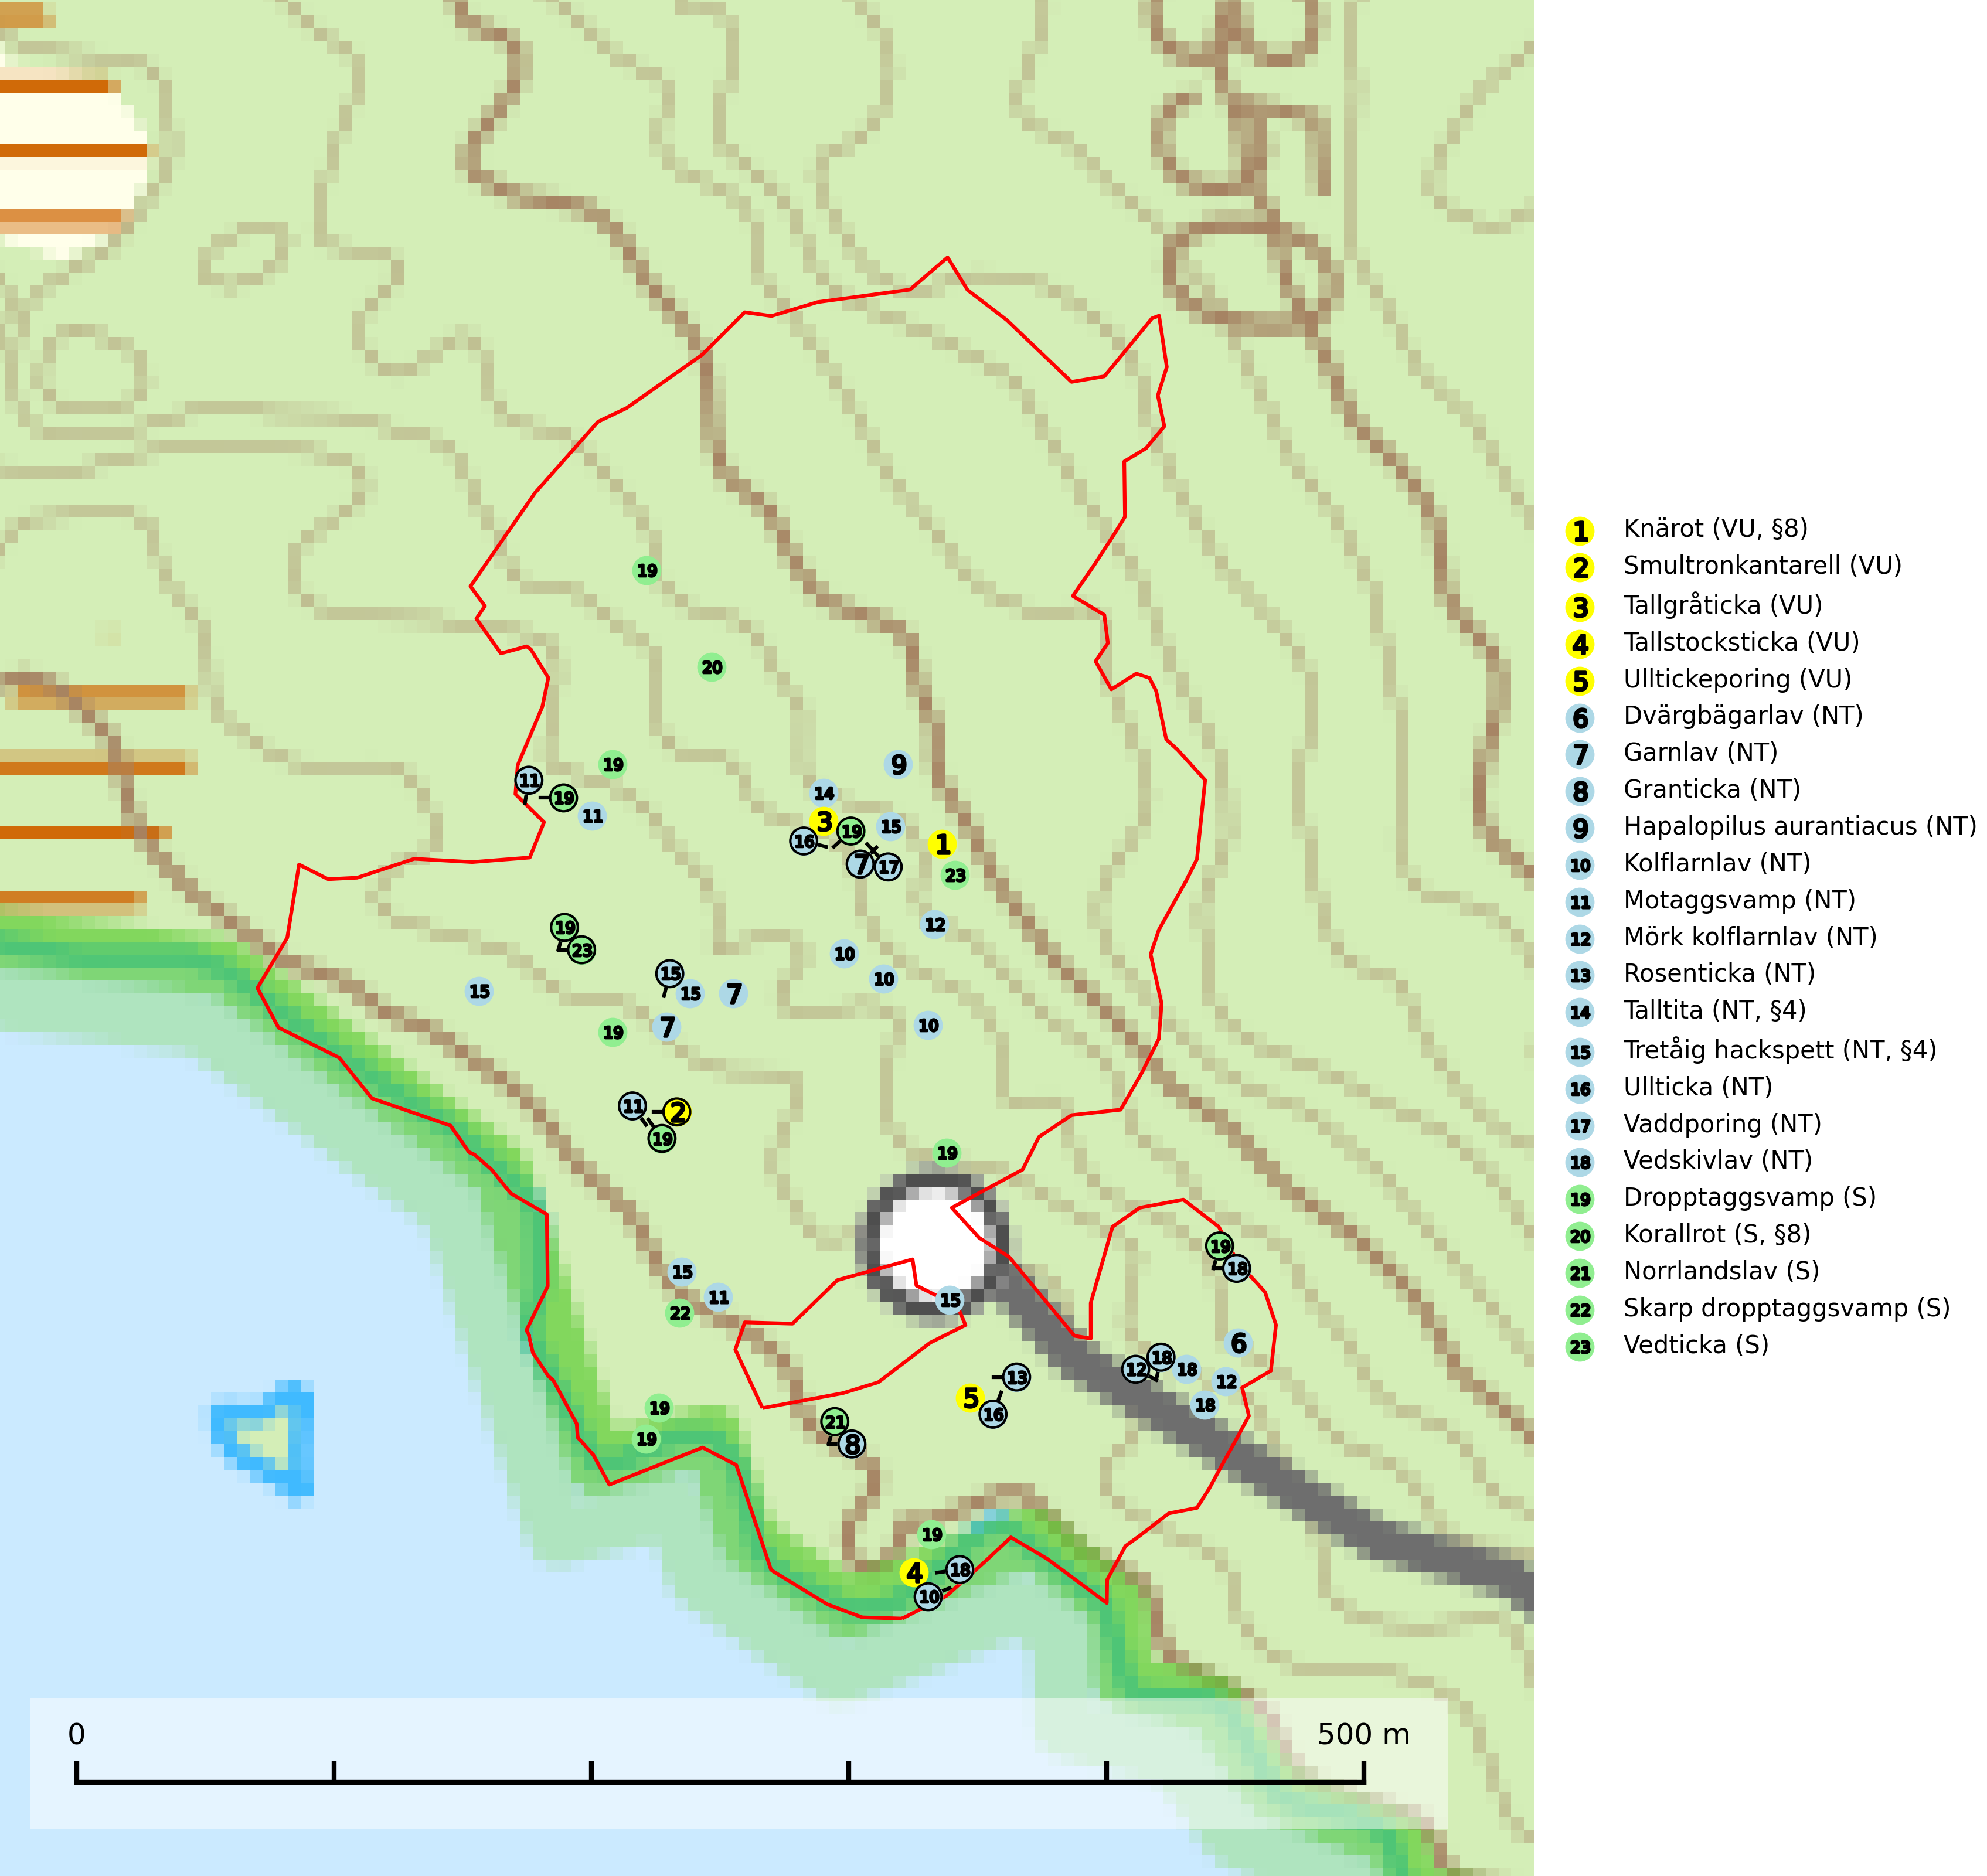 19
20
19
9
11
19
14
11
3
15
16
19
1
7
17
23
19
12
23
10
15
10
15
15
7
19
7
10
11
2
19
19
19
18
15
11
15
22
6
18
12
18
13
12
5
18
19
16
21
19
8
19
4
18
10
0
500 m
1 Knärot (VU, §8)
2 Smultronkantarell (VU)
3 Tallgråticka (VU)
4 Tallstocksticka (VU)
5 Ulltickeporing (VU)
6 Dvärgbägarlav (NT)
7 Garnlav (NT)
8 Granticka (NT)
9 Hapalopilus aurantiacus (NT)
10 Kolflarnlav (NT)
11 Motaggsvamp (NT)
12 Mörk kolflarnlav (NT)
13 Rosenticka (NT)
14 Talltita (NT, §4)
15 Tretåig hackspett (NT, §4)
16 Ullticka (NT)
17 Vaddporing (NT)
18 Vedskivlav (NT)
19 Dropptaggsvamp (S)
20 Korallrot (S, §8)
21 Norrlandslav (S)
22 Skarp dropptaggsvamp (S)
23 Vedticka (S)